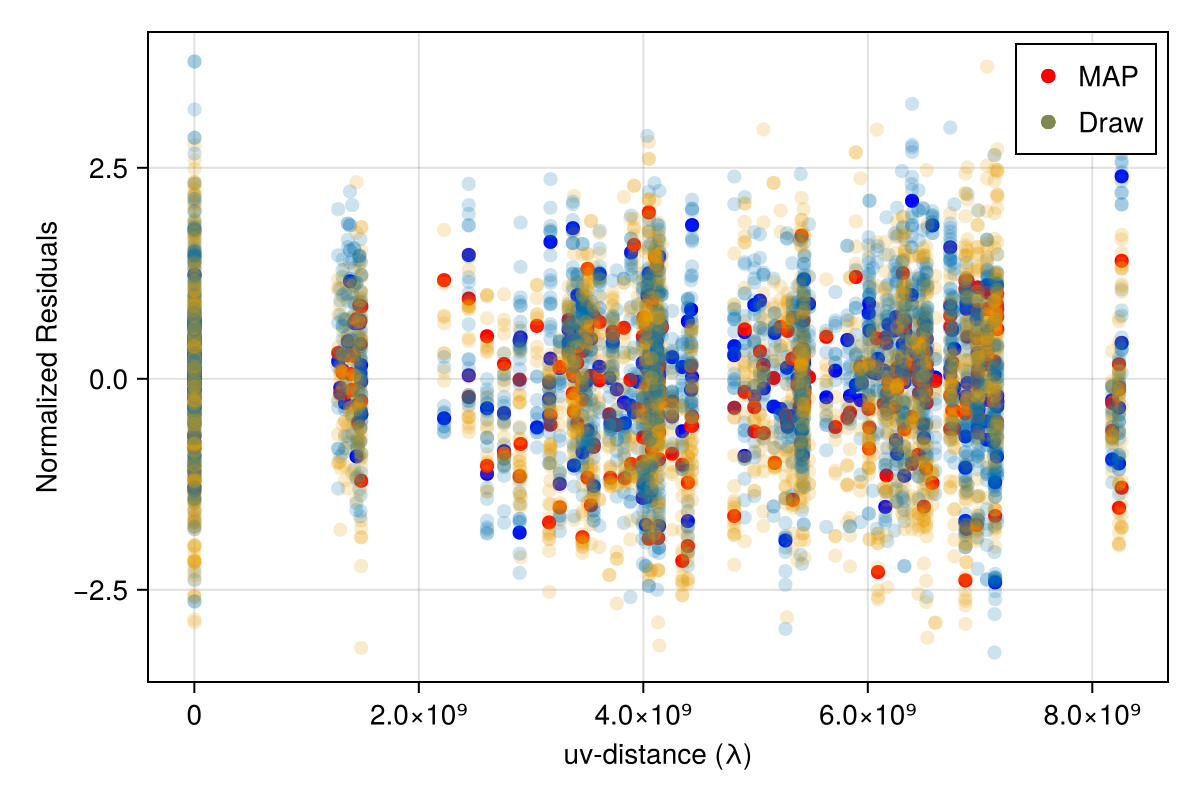 MAP
Draw
2.5
0.0
−2.5
Normalized Residuals
0
2.0×10⁹
4.0×10⁹
6.0×10⁹
8.0×10⁹
uv-distance (λ)